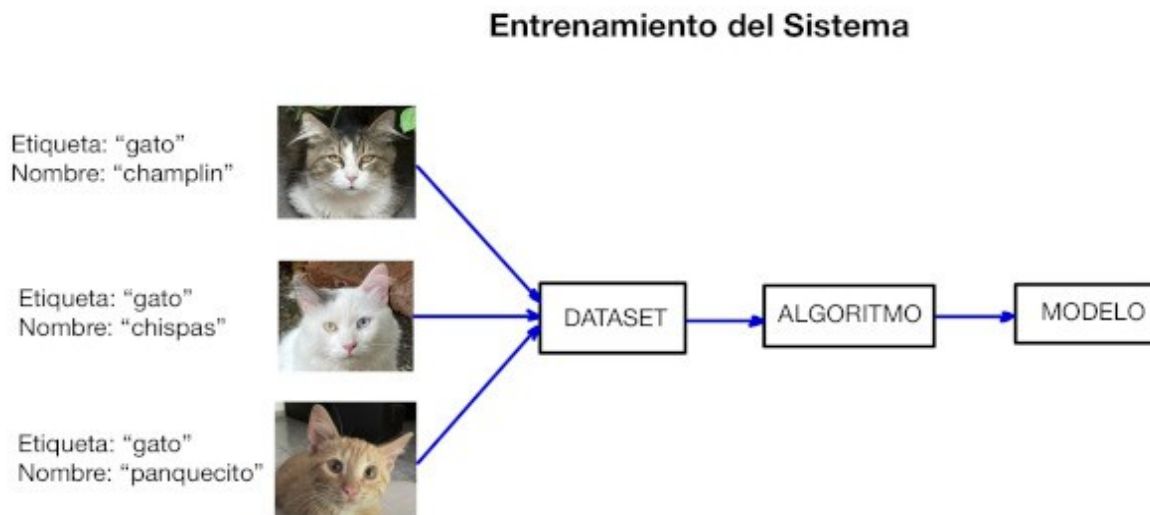 Entrenamiento del Sistema
Etiqueta: “gato”
Nombre: “champlin”
Etiqueta: “gato”
Nombre: “chispas”
Etiqueta: “gato”
Nombre: “panquecito”
DATASET
ALGORITMO
MODELO